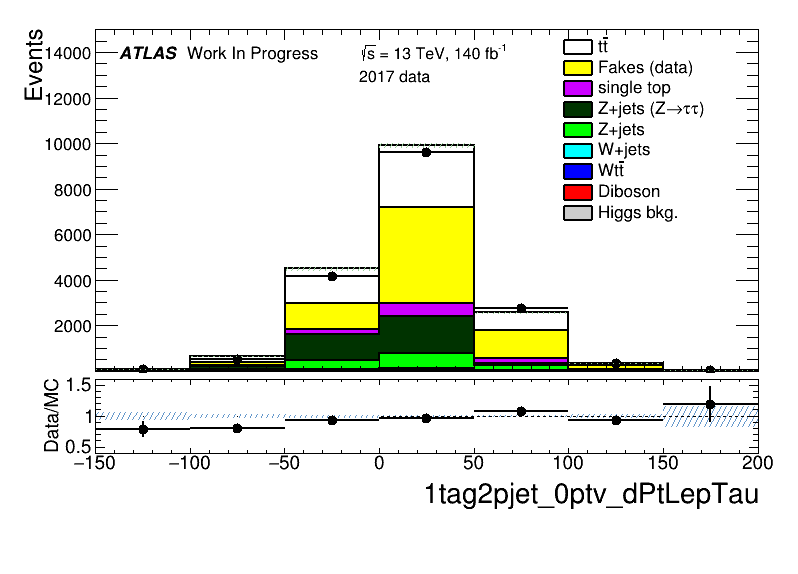 Events
14000
12000
10000
8000
6000
4000
2000
ATLAS Work In Progress
√s = 13 TeV, 140 fb⁻¹
2017 data
tt̄
Fakes (data)
single top
Z+jets (Z→ττ)
Z+jets
W+jets
Wtt̄
Diboson
Higgs bkg.
Data/MC
1.5
1
0.5
−150 −100 −50 0 50 100 150 200
1tag2pjet_0ptv_dPtLepTau